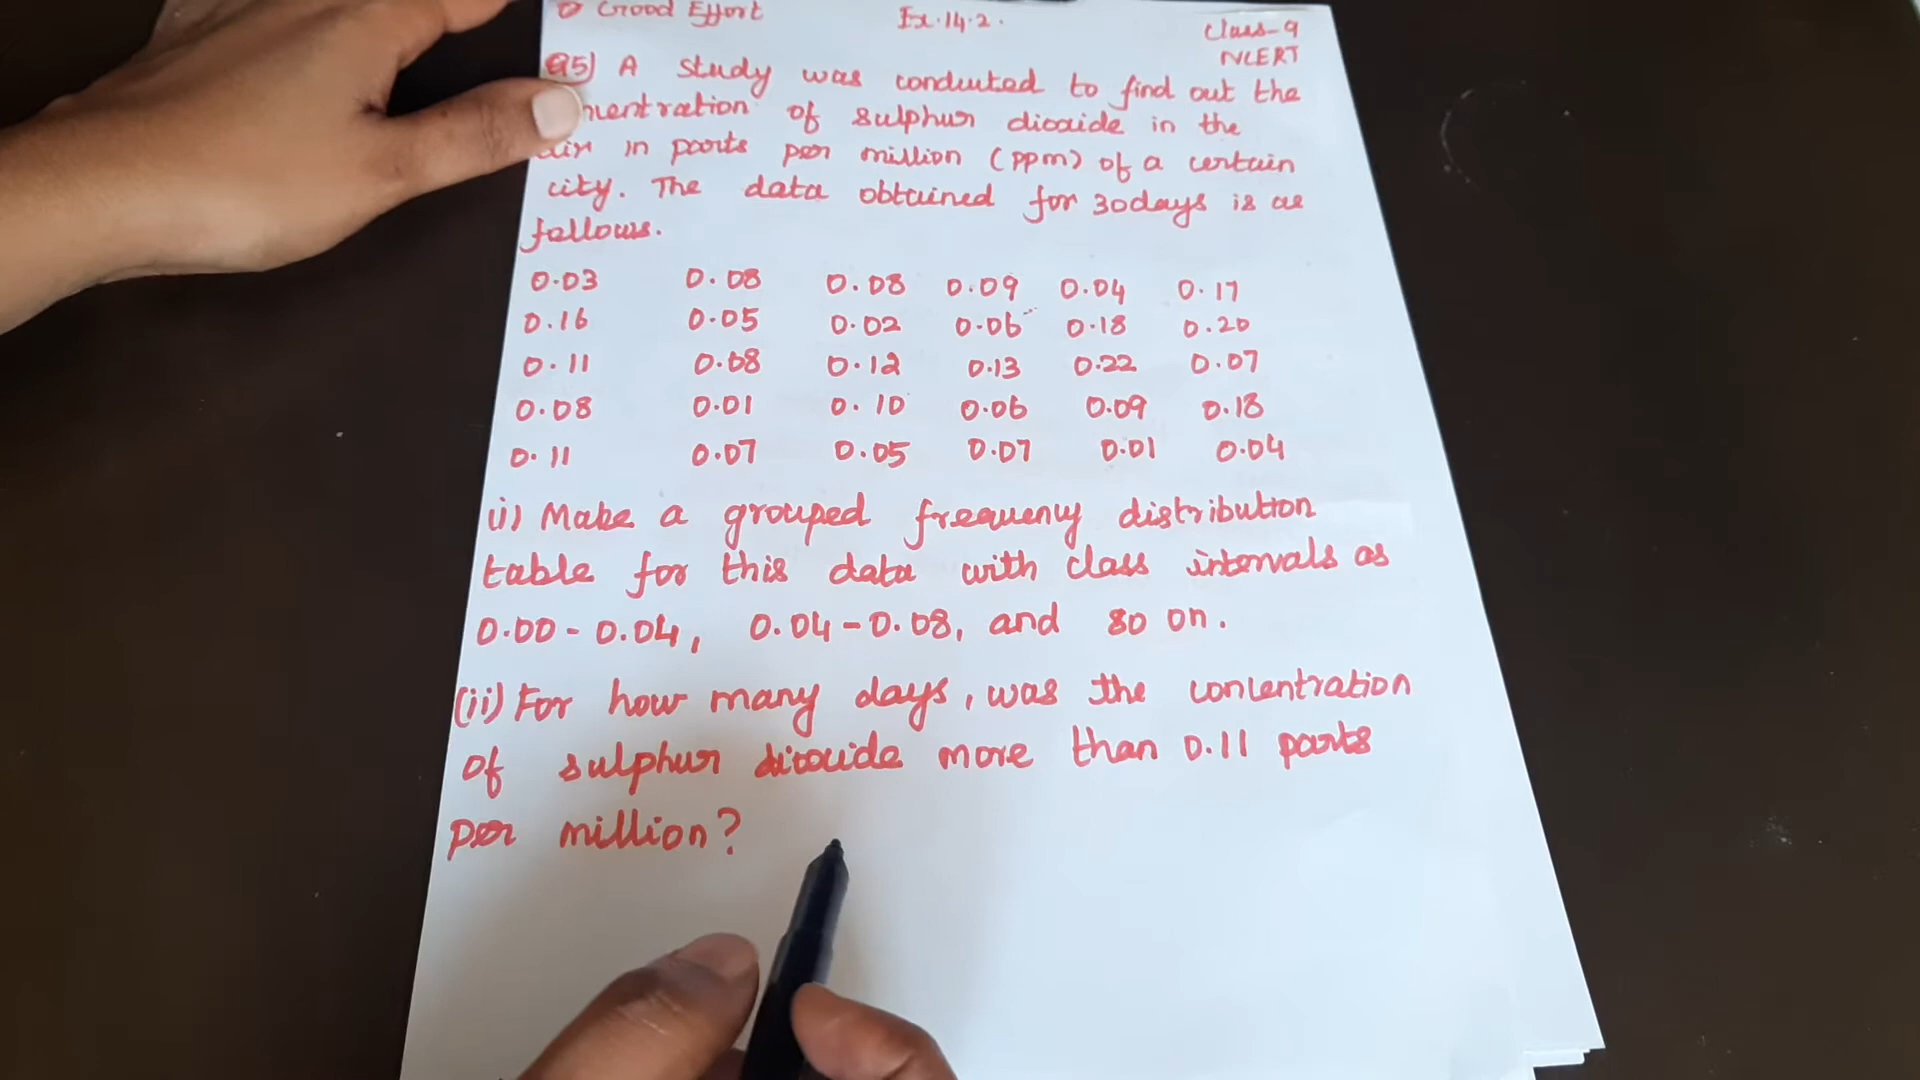 Good Effort Ex.14.2. Class-9
NCERT
Q5) A study was conducted to find out the
ncentration of sulphur dioxide in the
air in parts per million (ppm) of a certain
city. The data obtained for 30days is as
follows.
0.03 0.08 0.08 0.09 0.04 0.17
0.16 0.05 0.02 0.06 0.18 0.20
0.11 0.08 0.12 0.13 0.22 0.07
0.08 0.01 0.10 0.06 0.09 0.18
0.11 0.07 0.05 0.07 0.01 0.04
(i) Make a grouped frequency distribution
table for this data with class intervals as
0.00-0.04, 0.04-0.08, and so on.
(ii) For how many days, was the concentration
of sulphur dioxide more than 0.11 parts
per million?